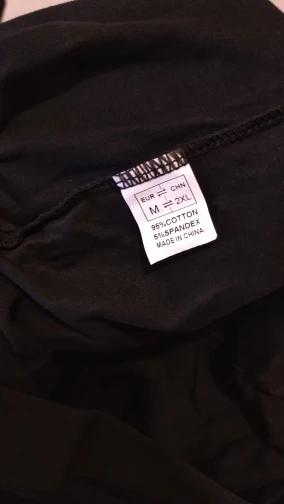 EUR ⇌ CHN
M ⇌ 2XL
95%COTTON
5%SPANDEX
MADE IN CHINA